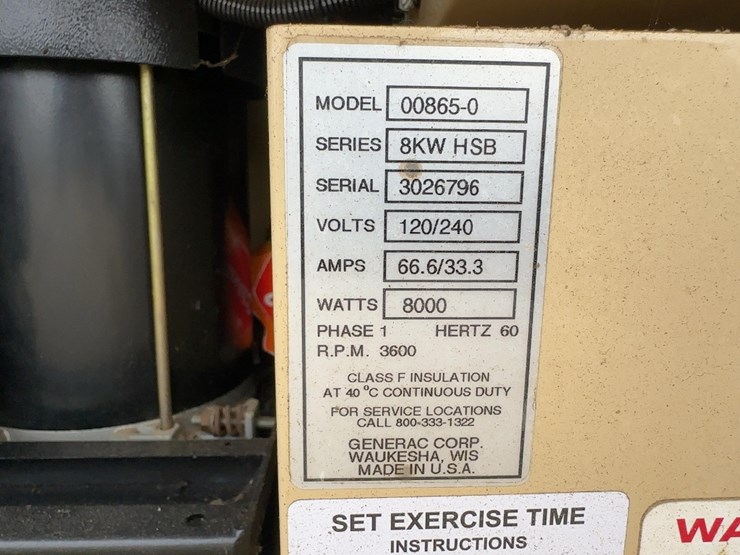 MODEL 00865-0
SERIES 8KW HSB
SERIAL 3026796
VOLTS 120/240
AMPS 66.6/33.3
WATTS 8000
PHASE 1 HERTZ 60
R.P.M. 3600
CLASS F INSULATION
AT 40 °C CONTINUOUS DUTY
FOR SERVICE LOCATIONS
CALL 800-333-1322
GENERAC CORP.
WAUKESHA, WIS
MADE IN U.S.A.
SET EXERCISE TIME
INSTRUCTIONS
WA